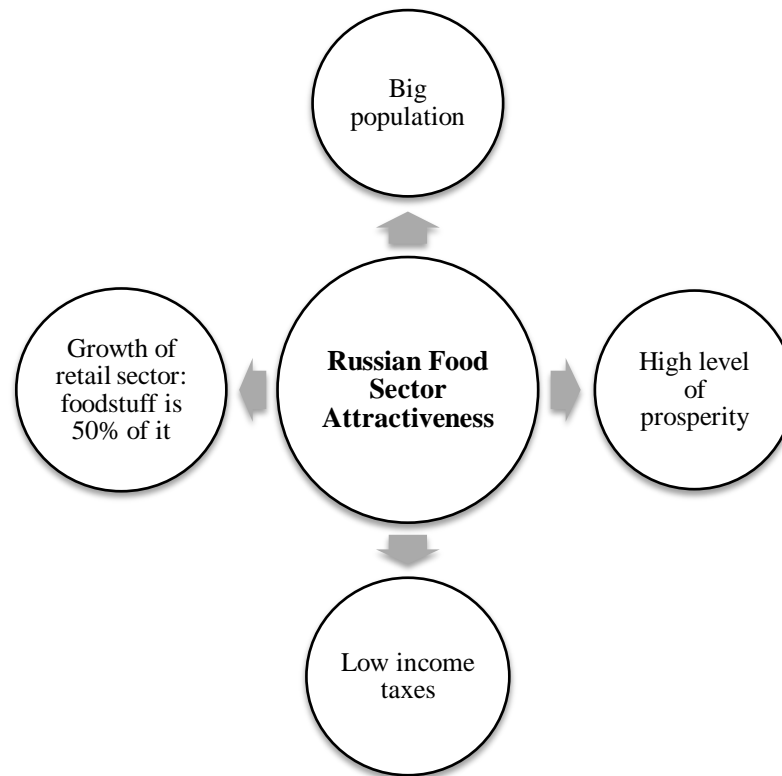 Big
population
Growth of
retail sector:
foodstuff is
50% of it
Russian Food
Sector
Attractiveness
High level
of
prosperity
Low income
taxes